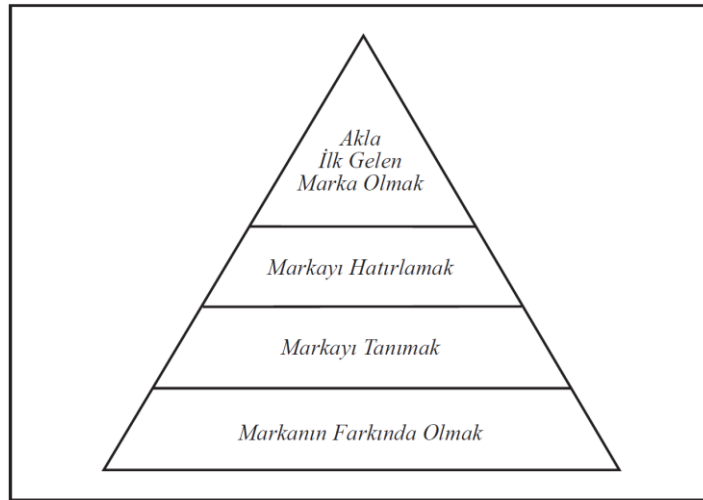 Akla
İlk Gelen
Marka Olmak
Markayı Hatırlamak
Markayı Tanımak
Markanın Farkında Olmak